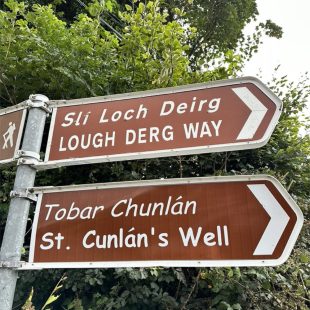 Slí Loch Deirg
LOUGH DERG WAY
Tobar Chunlán
St. Cunlán's Well